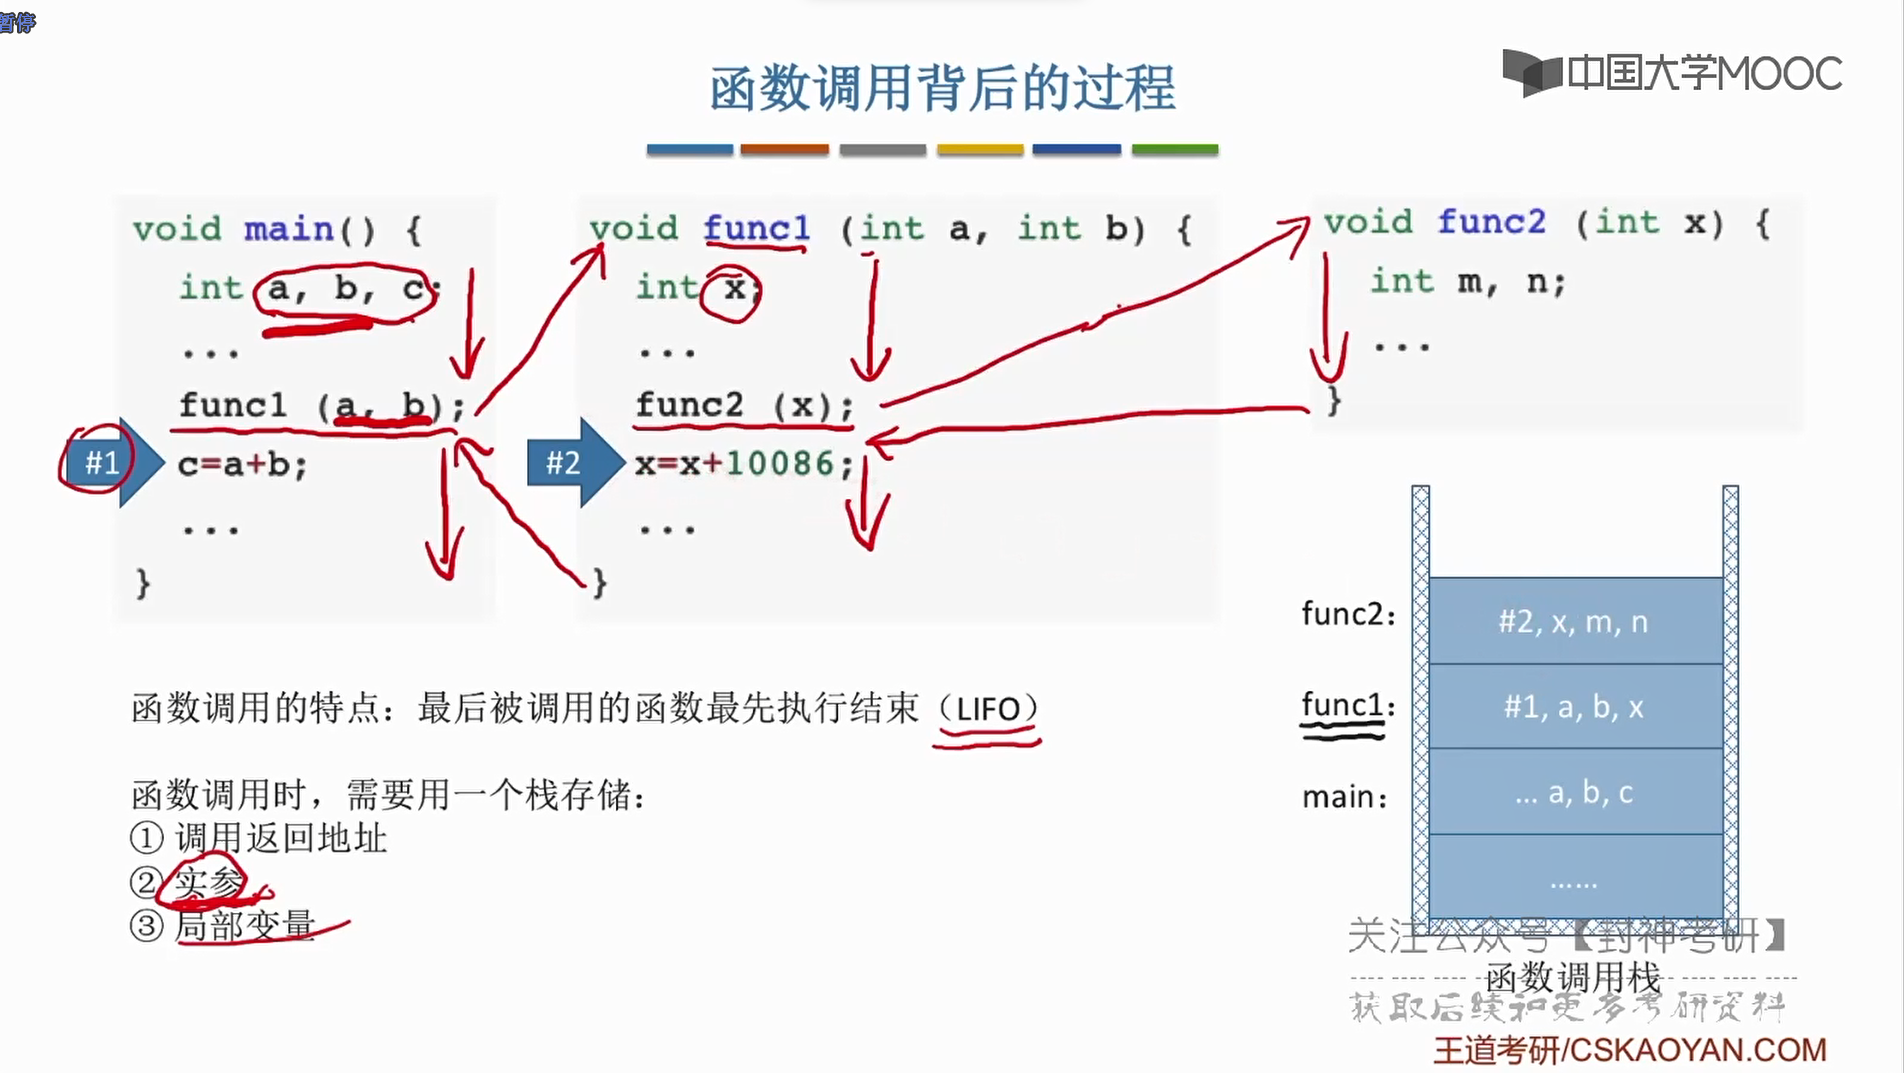 暂停
函数调用背后的过程
中国大学MOOC
void main() {
int a, b, c;
...
func1 (a, b);
#1
c=a+b;
...
}
void func1 (int a, int b) {
int x;
...
func2 (x);
#2
x=x+10086;
...
}
void func2 (int x) {
int m, n;
...
}
函数调用的特点：最后被调用的函数最先执行结束（LIFO）
函数调用时，需要用一个栈存储：
① 调用返回地址
② 实参
③ 局部变量
func2： #2, x, m, n
func1： #1, a, b, x
main： ... a, b, c
……
关注公众号【封神考研】
函数调用栈
获取后续和更多考研资料
王道考研/CSKAOYAN.COM